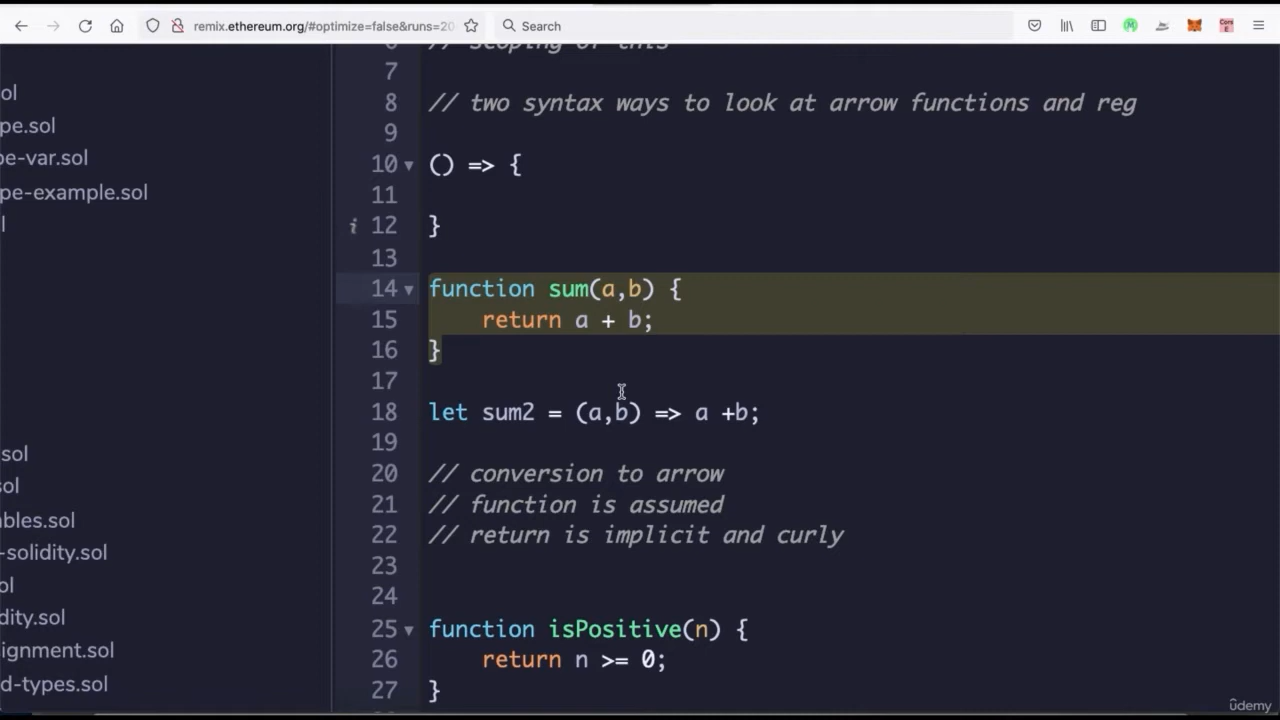 remix.ethereum.org/#optimize=false&runs=20
Search
// scoping of this
7
8 // two syntax ways to look at arrow functions and reg
9
10 () => {
11
i 12 }
13
14 function sum(a,b) {
15 return a + b;
16 }
17
18 let sum2 = (a,b) => a +b;
19
20 // conversion to arrow
21 // function is assumed
22 // return is implicit and curly
23
24
25 function isPositive(n) {
26 return n >= 0;
27 }
ol
pe.sol
pe-var.sol
pe-example.sol
l
.sol
sol
bles.sol
-solidity.sol
ol
dity.sol
ignment.sol
d-types.sol
ûdemy